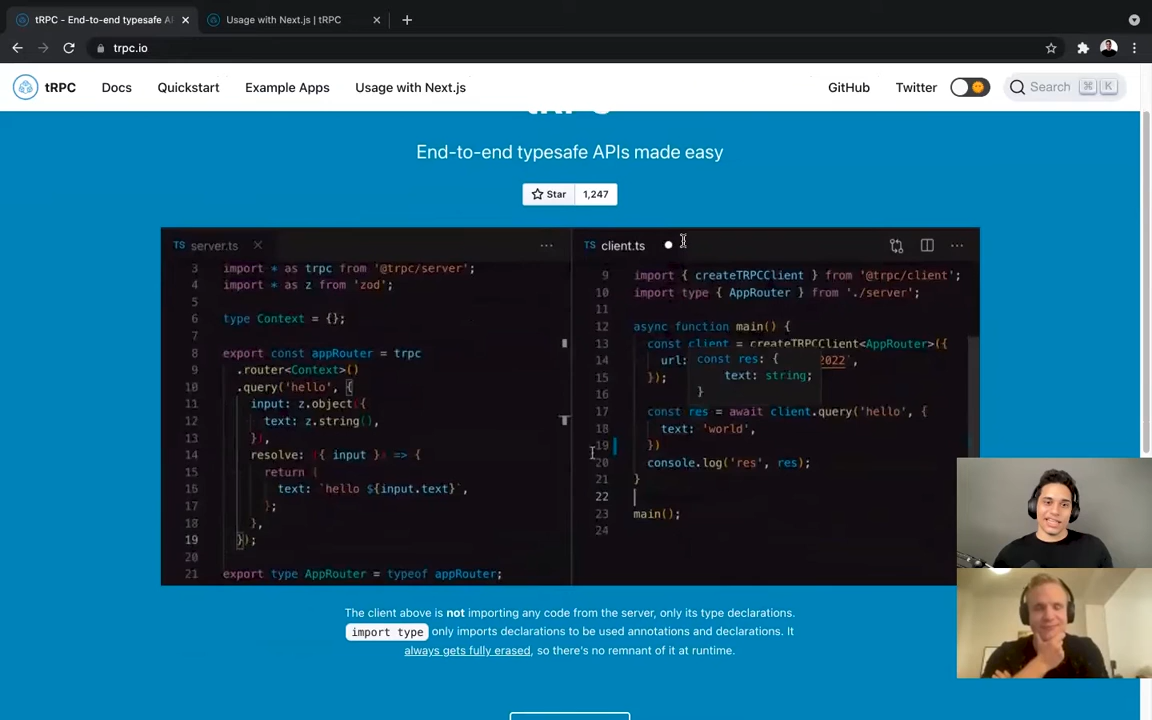 tRPC - End-to-end typesafe AP
Usage with Next.js | tRPC
trpc.io
tRPC
Docs
Quickstart
Example Apps
Usage with Next.js
GitHub
Twitter
Search
⌘ K
tRPC
End-to-end typesafe APIs made easy
Star
1,247
TS server.ts
3 import * as trpc from '@trpc/server';
4 import * as z from 'zod';
5
6 type Context = {};
7
8 export const appRouter = trpc
9 .router<Context>()
10 .query('hello', {
11 input: z.object({
12 text: z.string(),
13 }),
14 resolve: ({ input }) => {
15 return {
16 text: `hello ${input.text}`,
17 };
18 },
19 });
20
21 export type AppRouter = typeof appRouter;
TS client.ts
9 import { createTRPCClient } from '@trpc/client';
10 import type { AppRouter } from './server';
11
12 async function main() {
13 const client = createTRPCClient<AppRouter>({
14 url: 2022`,
15 });
16
17 const res = await client.query('hello', {
18 text: 'world',
19 })
20 console.log('res', res);
21 }
22
23 main();
24
const res: {
text: string;
}
The client above is not importing any code from the server, only its type declarations.
import type only imports declarations to be used annotations and declarations. It
always gets fully erased, so there's no remnant of it at runtime.